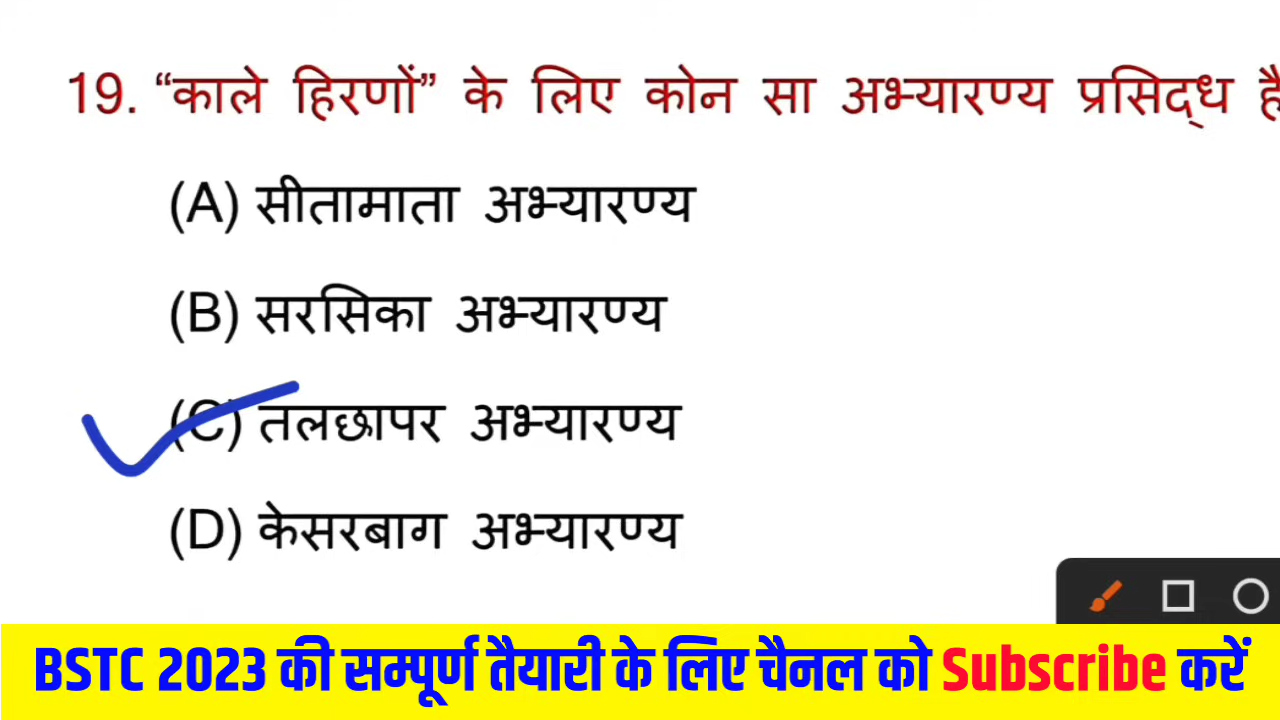 19. “काले हिरणों” के लिए कोन सा अभ्यारण्य प्रसिद्ध है
(A) सीतामाता अभ्यारण्य
(B) सरसिका अभ्यारण्य
(C) तलछापर अभ्यारण्य
(D) केसरबाग अभ्यारण्य
BSTC 2023 की सम्पूर्ण तैयारी के लिए चैनल को Subscribe करें